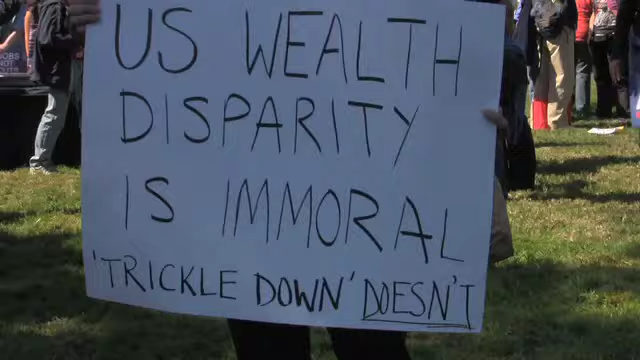 US WEALTH
DISPARITY
IS IMMORAL
'TRICKLE DOWN' DOESN'T